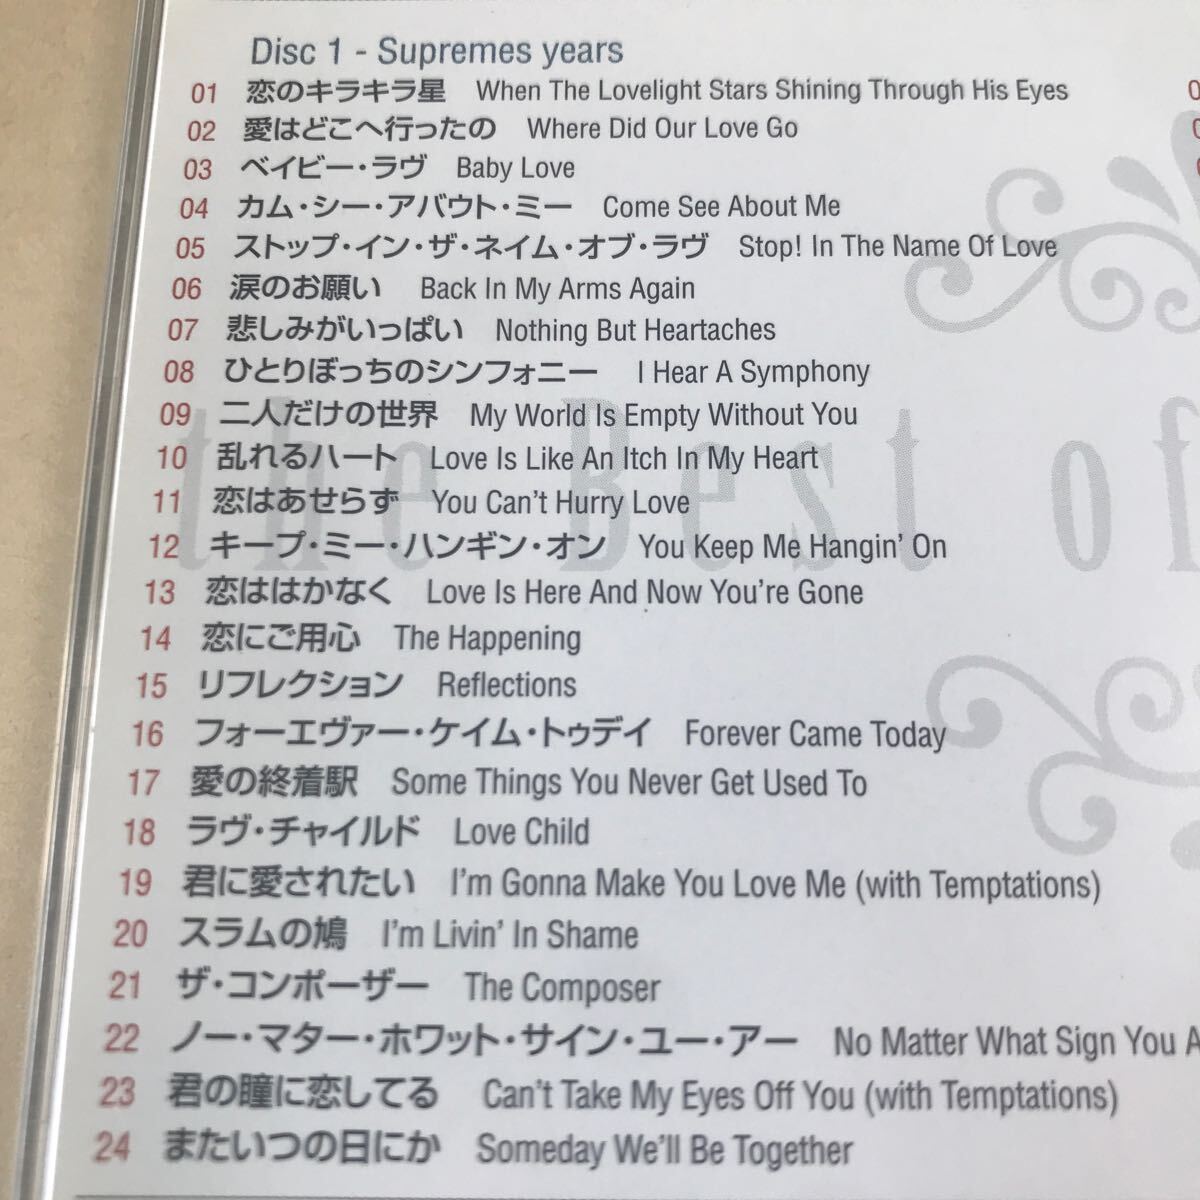 Disc 1 - Supremes years
01 恋のキラキラ星 When The Lovelight Stars Shining Through His Eyes
02 愛はどこへ行ったの Where Did Our Love Go
03 ベイビー・ラヴ Baby Love
04 カム・シー・アバウト・ミー Come See About Me
05 ストップ・イン・ザ・ネイム・オブ・ラヴ Stop! In The Name Of Love
06 涙のお願い Back In My Arms Again
07 悲しみがいっぱい Nothing But Heartaches
08 ひとりぼっちのシンフォニー I Hear A Symphony
09 二人だけの世界 My World Is Empty Without You
10 乱れるハート Love Is Like An Itch In My Heart
11 恋はあせらず You Can't Hurry Love
12 キープ・ミー・ハンギン・オン You Keep Me Hangin' On
13 恋ははかなく Love Is Here And Now You're Gone
14 恋にご用心 The Happening
15 リフレクション Reflections
16 フォーエヴァー・ケイム・トゥデイ Forever Came Today
17 愛の終着駅 Some Things You Never Get Used To
18 ラヴ・チャイルド Love Child
19 君に愛されたい I'm Gonna Make You Love Me (with Temptations)
20 スラムの鳩 I'm Livin' In Shame
21 ザ・コンポーザー The Composer
22 ノー・マター・ホワット・サイン・ユー・アー No Matter What Sign You A
23 君の瞳に恋してる Can't Take My Eyes Off You (with Temptations)
24 またいつの日にか Someday We'll Be Together
the Best of